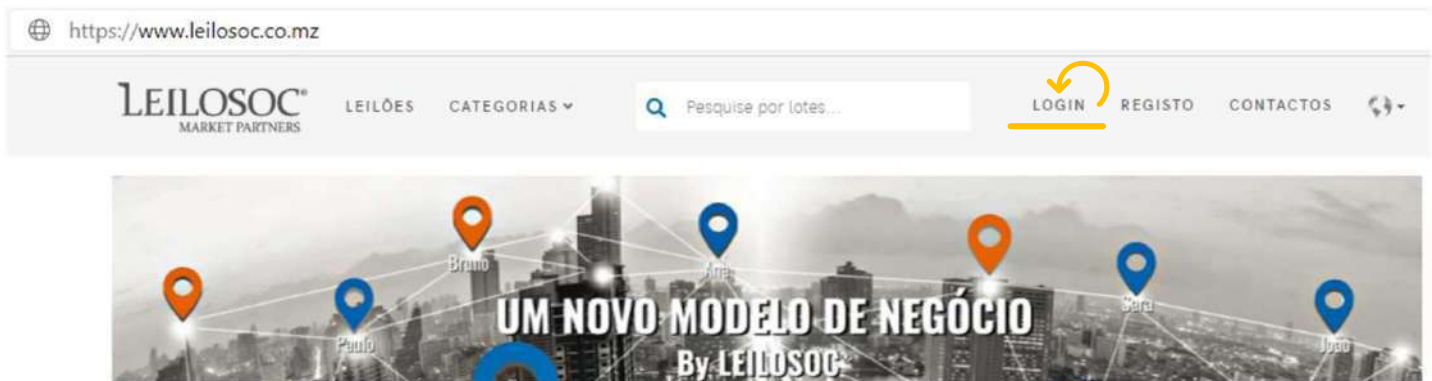 https://www.leilosoc.co.mz
LEILOSOC®
MARKET PARTNERS
LEILÕES
CATEGORIAS
Pesquise por lotes...
LOGIN
REGISTO
CONTACTOS
Bruno
Ana
Sara
Paulo
João
UM NOVO MODELO DE NEGÓCIO
By LEILOSOC®